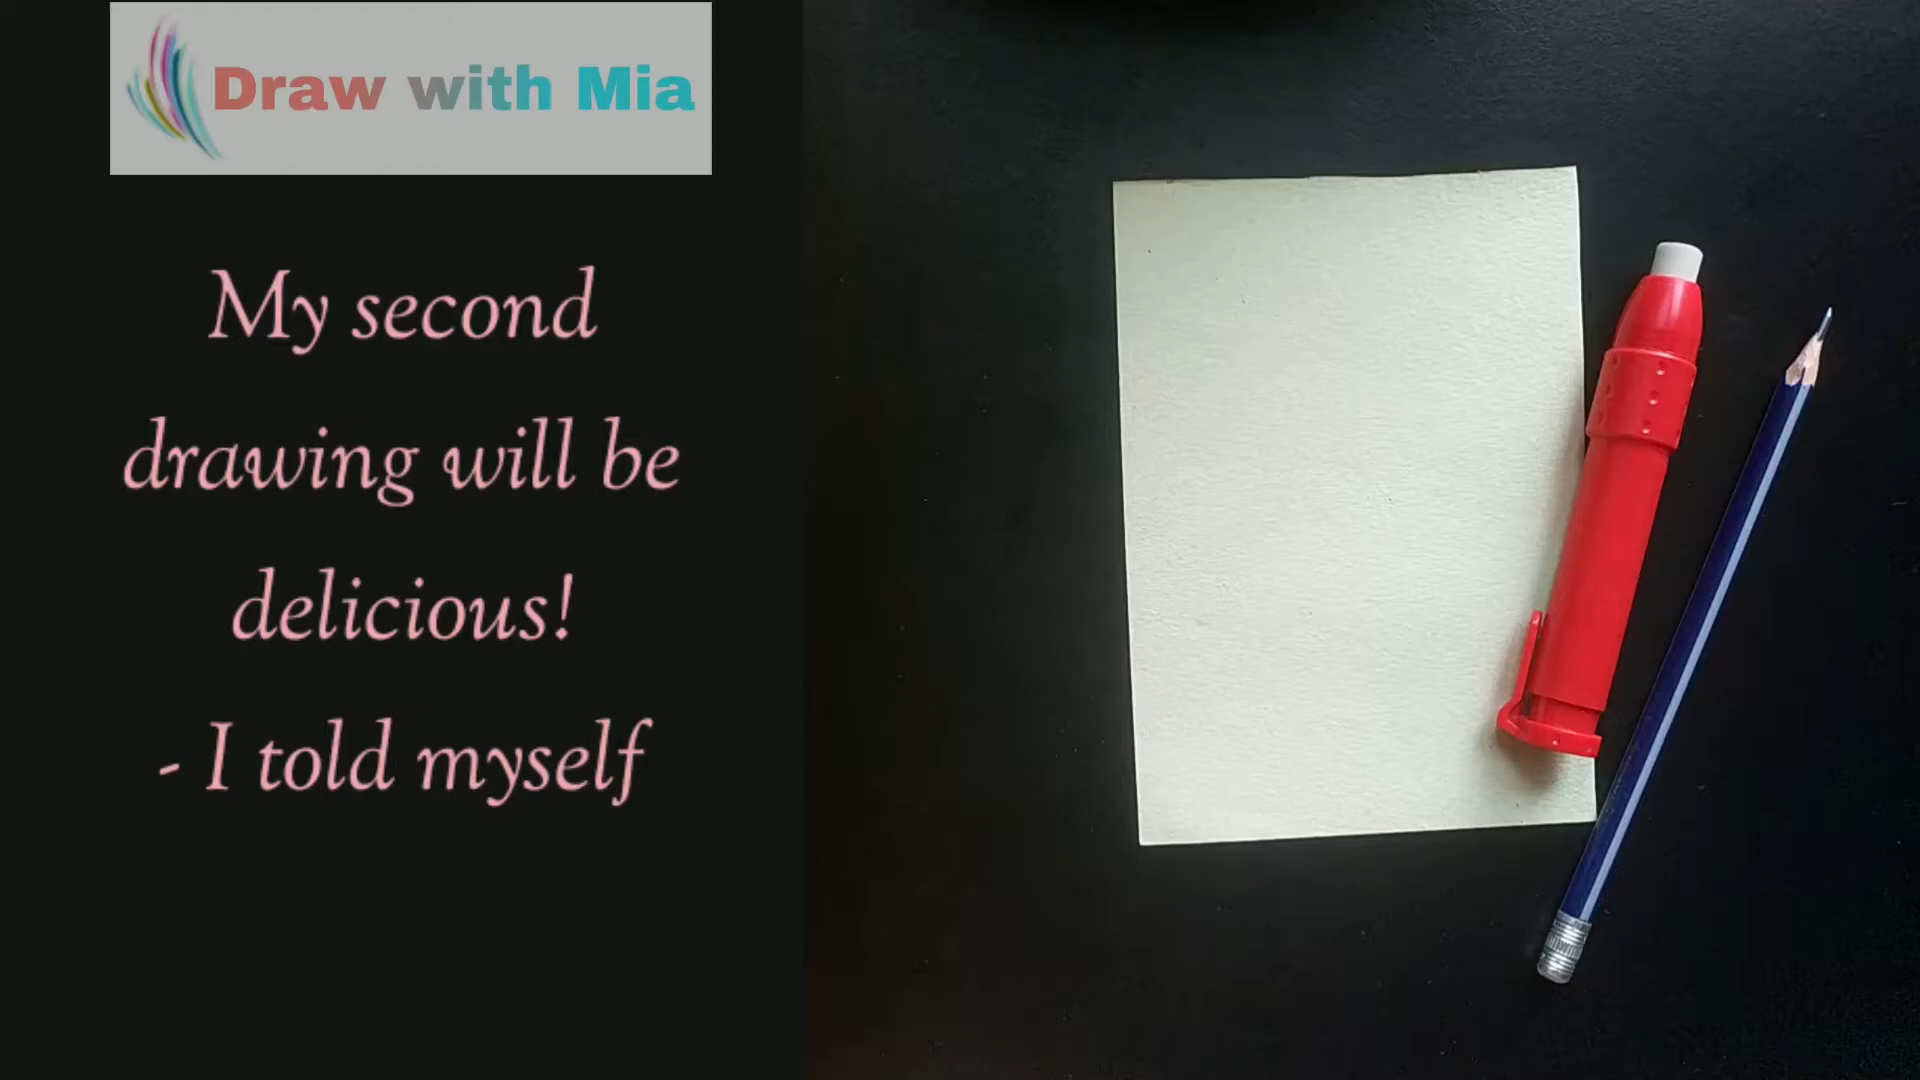 Draw with Mia
My second
drawing will be
delicious!
- I told myself